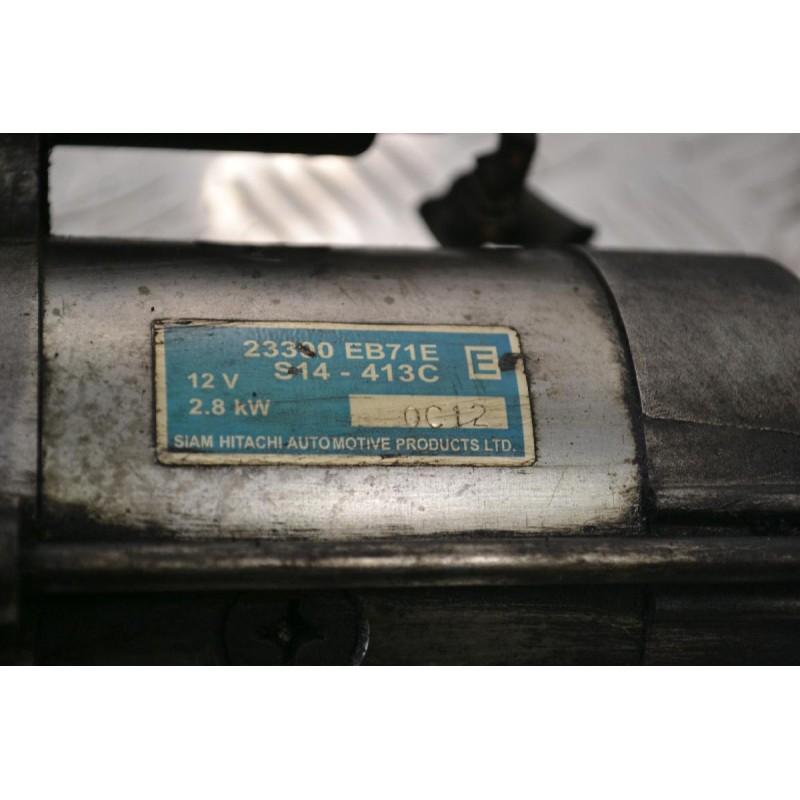 23300 EB71E
S14 - 413C E
12 V
2.8 kW 0C12
SIAM HITACHI AUTOMOTIVE PRODUCTS LTD.